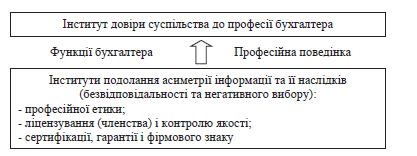 Інститут довіри суспільства до професії бухгалтера
Функції бухгалтера Професійна поведінка
Інститути подолання асиметрії інформації та її наслідків
(безвідповідальності та негативного вибору):
- професійної етики;
- ліцензування (членства) і контролю якості;
- сертифікації, гарантії і фірмового знаку